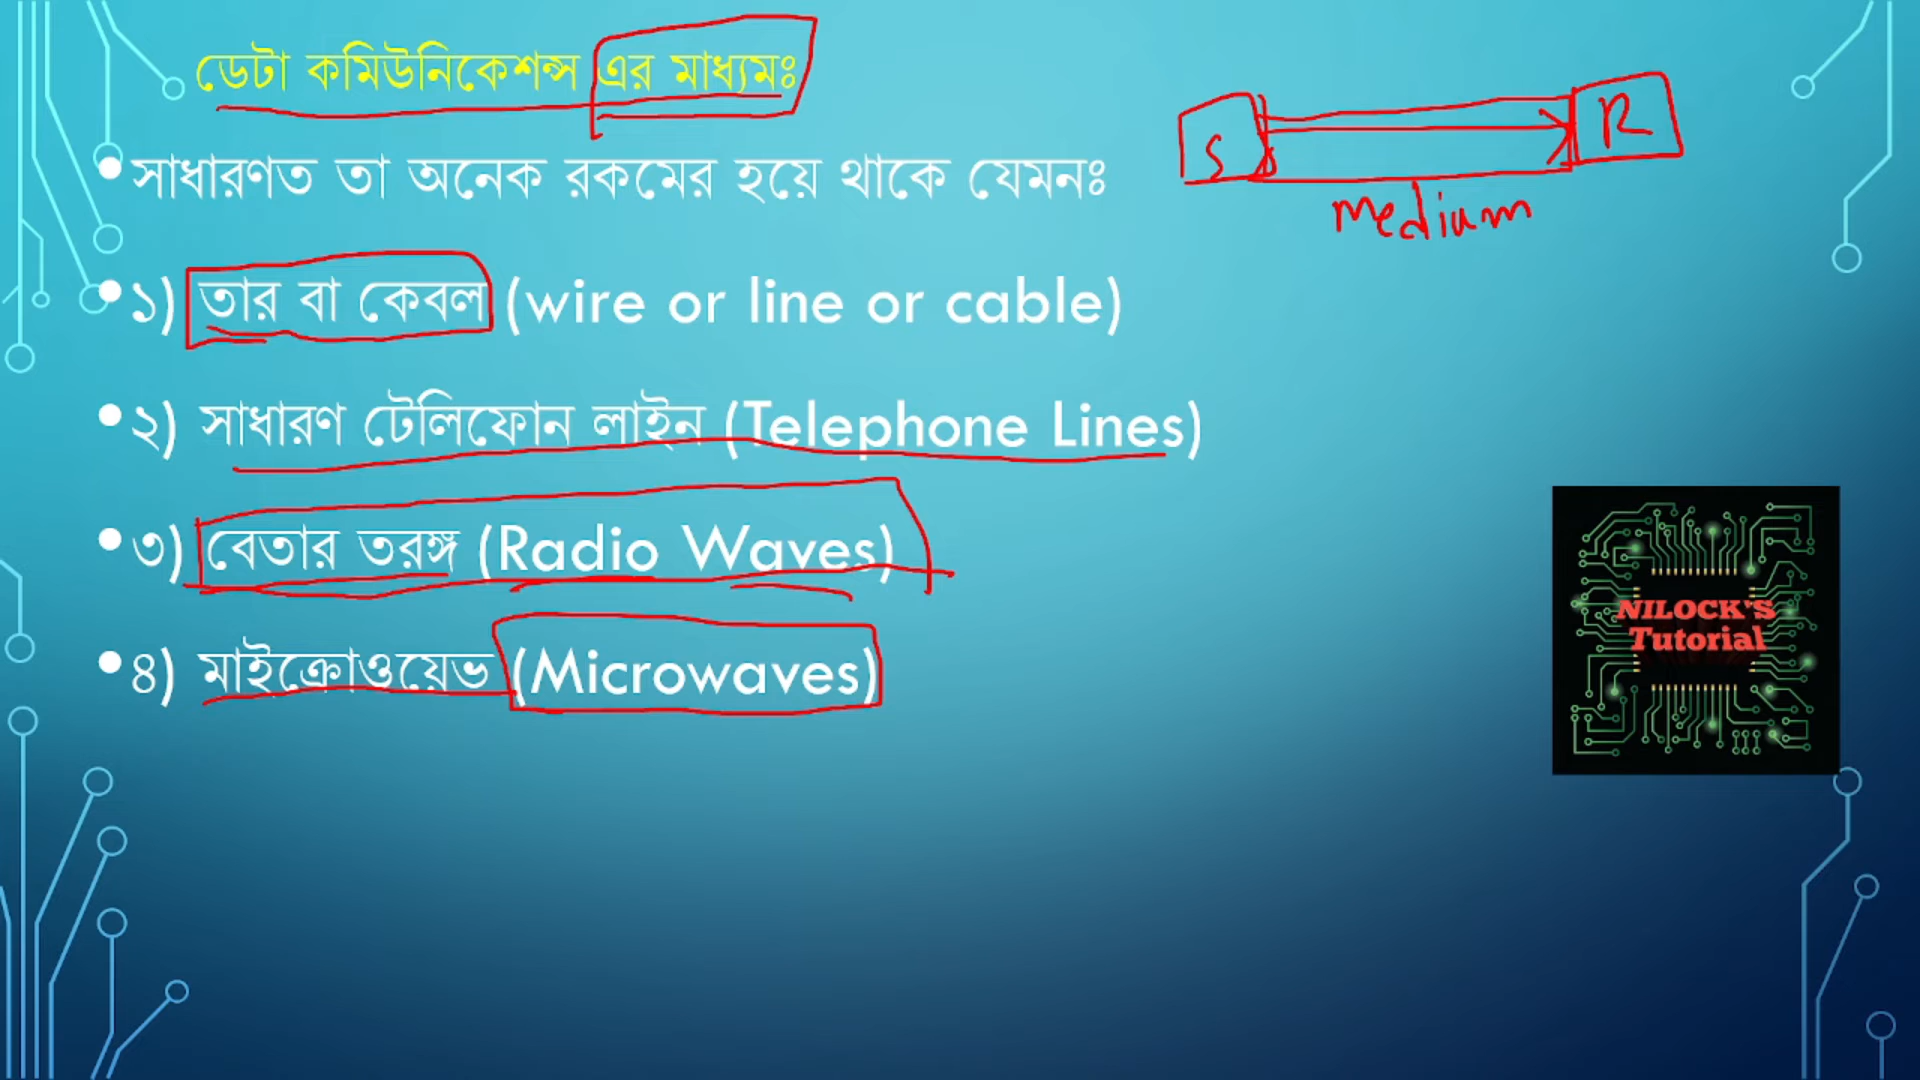 ডেটা কমিউনিকেশন্স এর মাধ্যমঃ
সাধারণত তা অনেক রকমের হয়ে থাকে যেমনঃ
১) তার বা কেবল (wire or line or cable)
২) সাধারণ টেলিফোন লাইন (Telephone Lines)
৩) বেতার তরঙ্গ (Radio Waves)
৪) মাইক্রোওয়েভ (Microwaves)
S R
medium
NILOCK'S
Tutorial